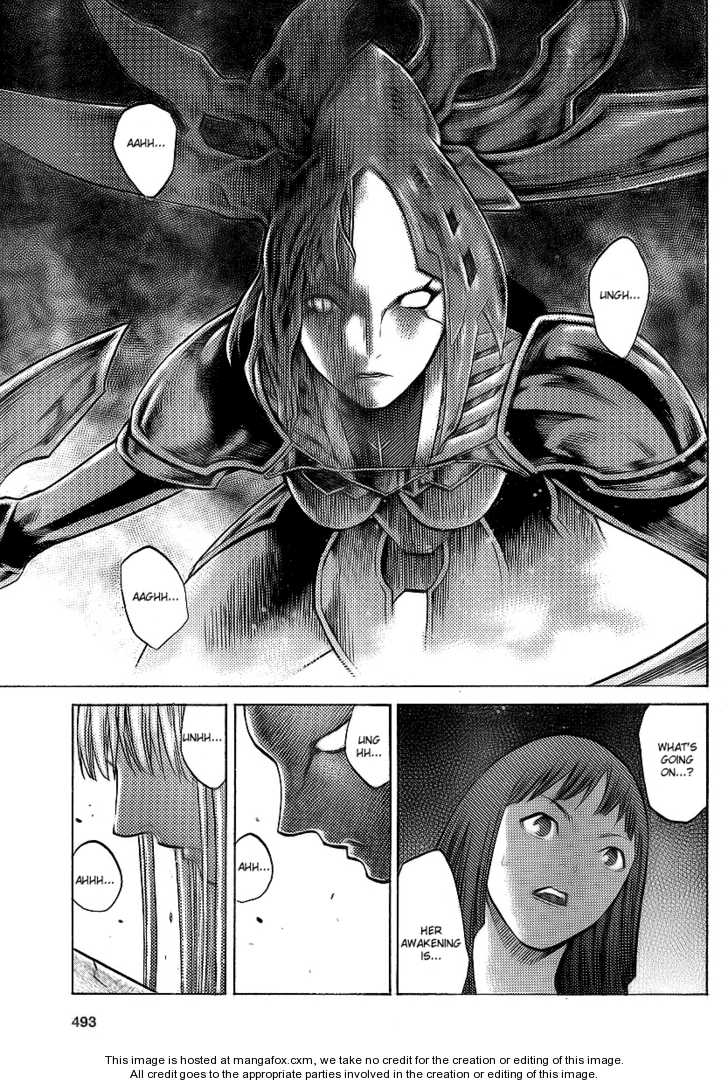 UNGH...
AAHH...
AAGHH...
WHAT'S
GOING
ON...?
HER
AWAKENING
IS...
UNG
HH...
AHH...
UNHH...
AHHH...
493
This image is hosted at mangafox.cxm, we take no credit for the creation or editing of this image.
All credit goes to the appropriate parties involved in the creation or editing of this image.